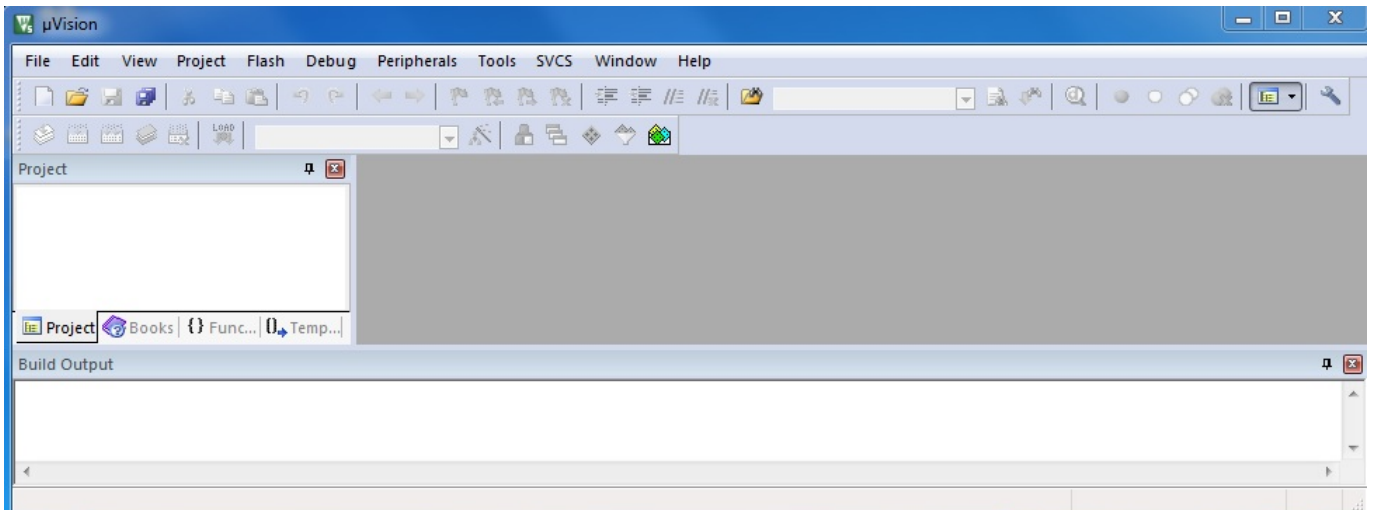 µVision
File Edit View Project Flash Debug Peripherals Tools SVCS Window Help
LOAD
Project
Project Books {} Func... Temp...
Build Output